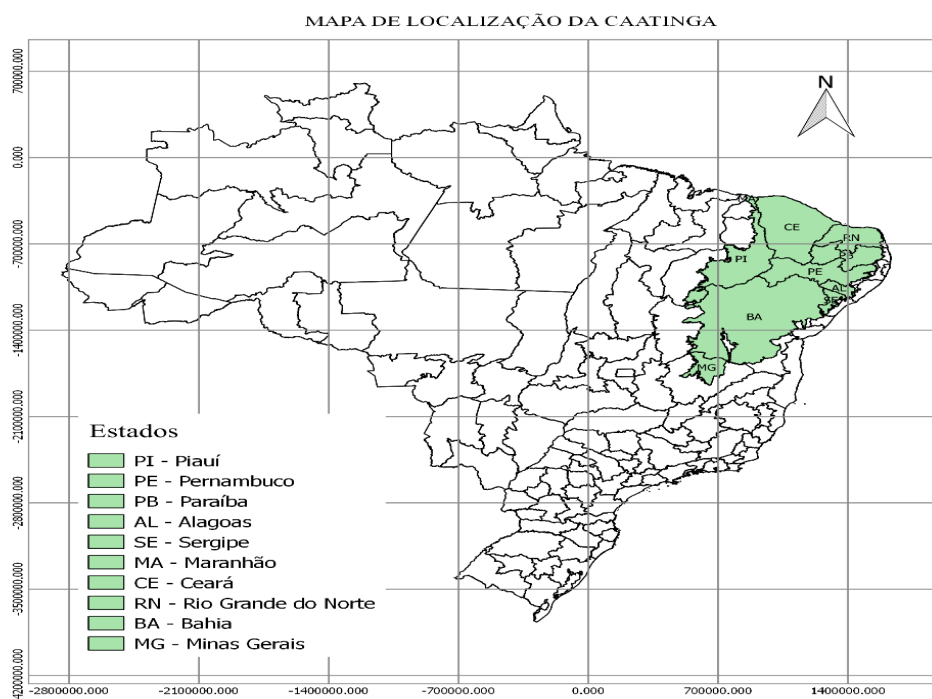 MAPA DE LOCALIZAÇÃO DA CAATINGA
N
700000.000
0.000
-700000.000
-1400000.000
-2100000.000
-2800000.000
-3500000.000
-4200000.000
CE
RN
PI
PB
PE
AL
SE
BA
MG
Estados
PI - Piauí
PE - Pernambuco
PB - Paraíba
AL - Alagoas
SE - Sergipe
MA - Maranhão
CE - Ceará
RN - Rio Grande do Norte
BA - Bahia
MG - Minas Gerais
-2800000.000 -2100000.000 -1400000.000 -700000.000 0.000 700000.000 1400000.000